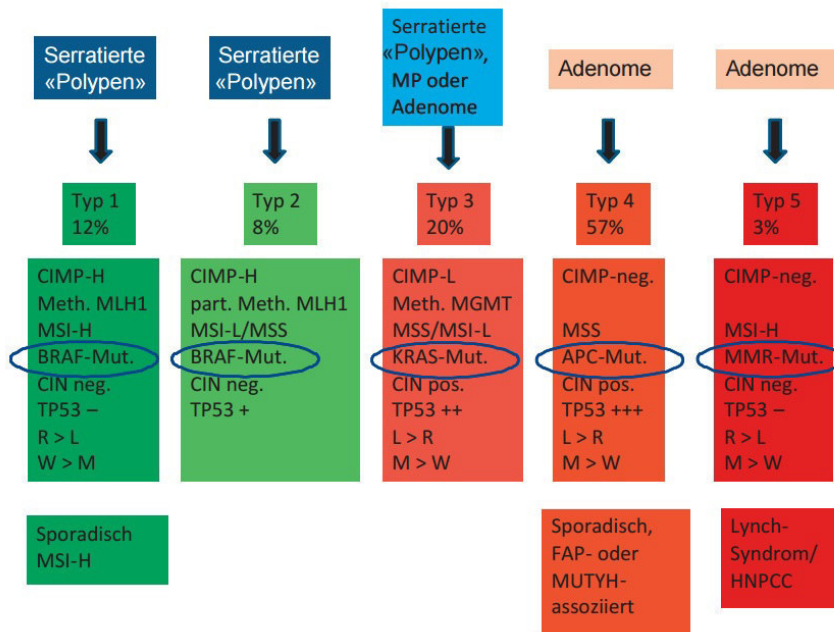 Serratierte
«Polypen»
Serratierte
«Polypen»
Serratierte
«Polypen»,
MP oder
Adenome
Adenome
Adenome
Typ 1
12%
Typ 2
8%
Typ 3
20%
Typ 4
57%
Typ 5
3%
CIMP-H
Meth. MLH1
MSI-H
BRAF-Mut.
CIN neg.
TP53 –
R > L
W > M
CIMP-H
part. Meth. MLH1
MSI-L/MSS
BRAF-Mut.
CIN neg.
TP53 +
CIMP-L
Meth. MGMT
MSS/MSI-L
KRAS-Mut.
CIN pos.
TP53 ++
L > R
M > W
CIMP-neg.
MSS
APC-Mut.
CIN pos.
TP53 +++
L > R
M > W
CIMP-neg.
MSI-H
MMR-Mut.
CIN neg.
TP53 –
R > L
M > W
Sporadisch
MSI-H
Sporadisch,
FAP- oder
MUTYH-
assoziiert
Lynch-
Syndrom/
HNPCC